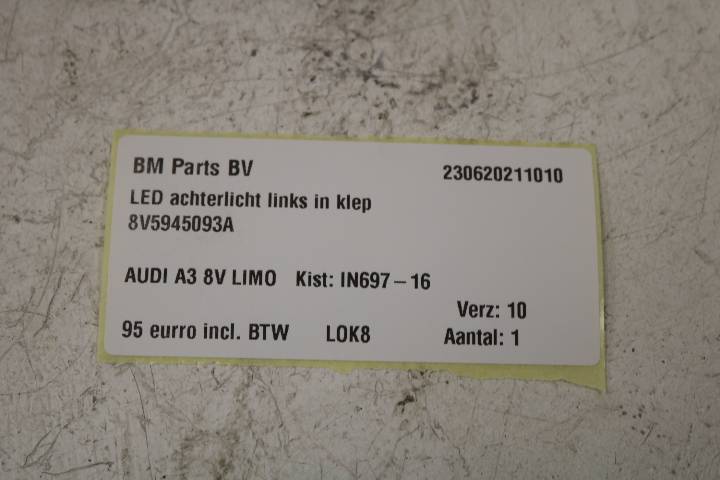 BM Parts BV 230620211010
LED achterlicht links in klep
8V5945093A
AUDI A3 8V LIMO Kist: IN697-16
Verz: 10
95 eurro incl. BTW LOK8 Aantal: 1